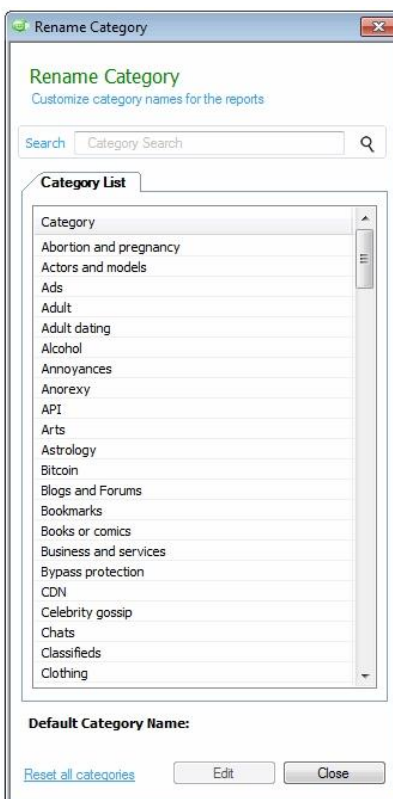 Rename Category
Rename Category
Customize category names for the reports
Search Category Search
Category List
Category
Abortion and pregnancy
Actors and models
Ads
Adult
Adult dating
Alcohol
Annoyances
Anorexy
API
Arts
Astrology
Bitcoin
Blogs and Forums
Bookmarks
Books or comics
Business and services
Bypass protection
CDN
Celebrity gossip
Chats
Classifieds
Clothing
Default Category Name:
Reset all categories Edit Close